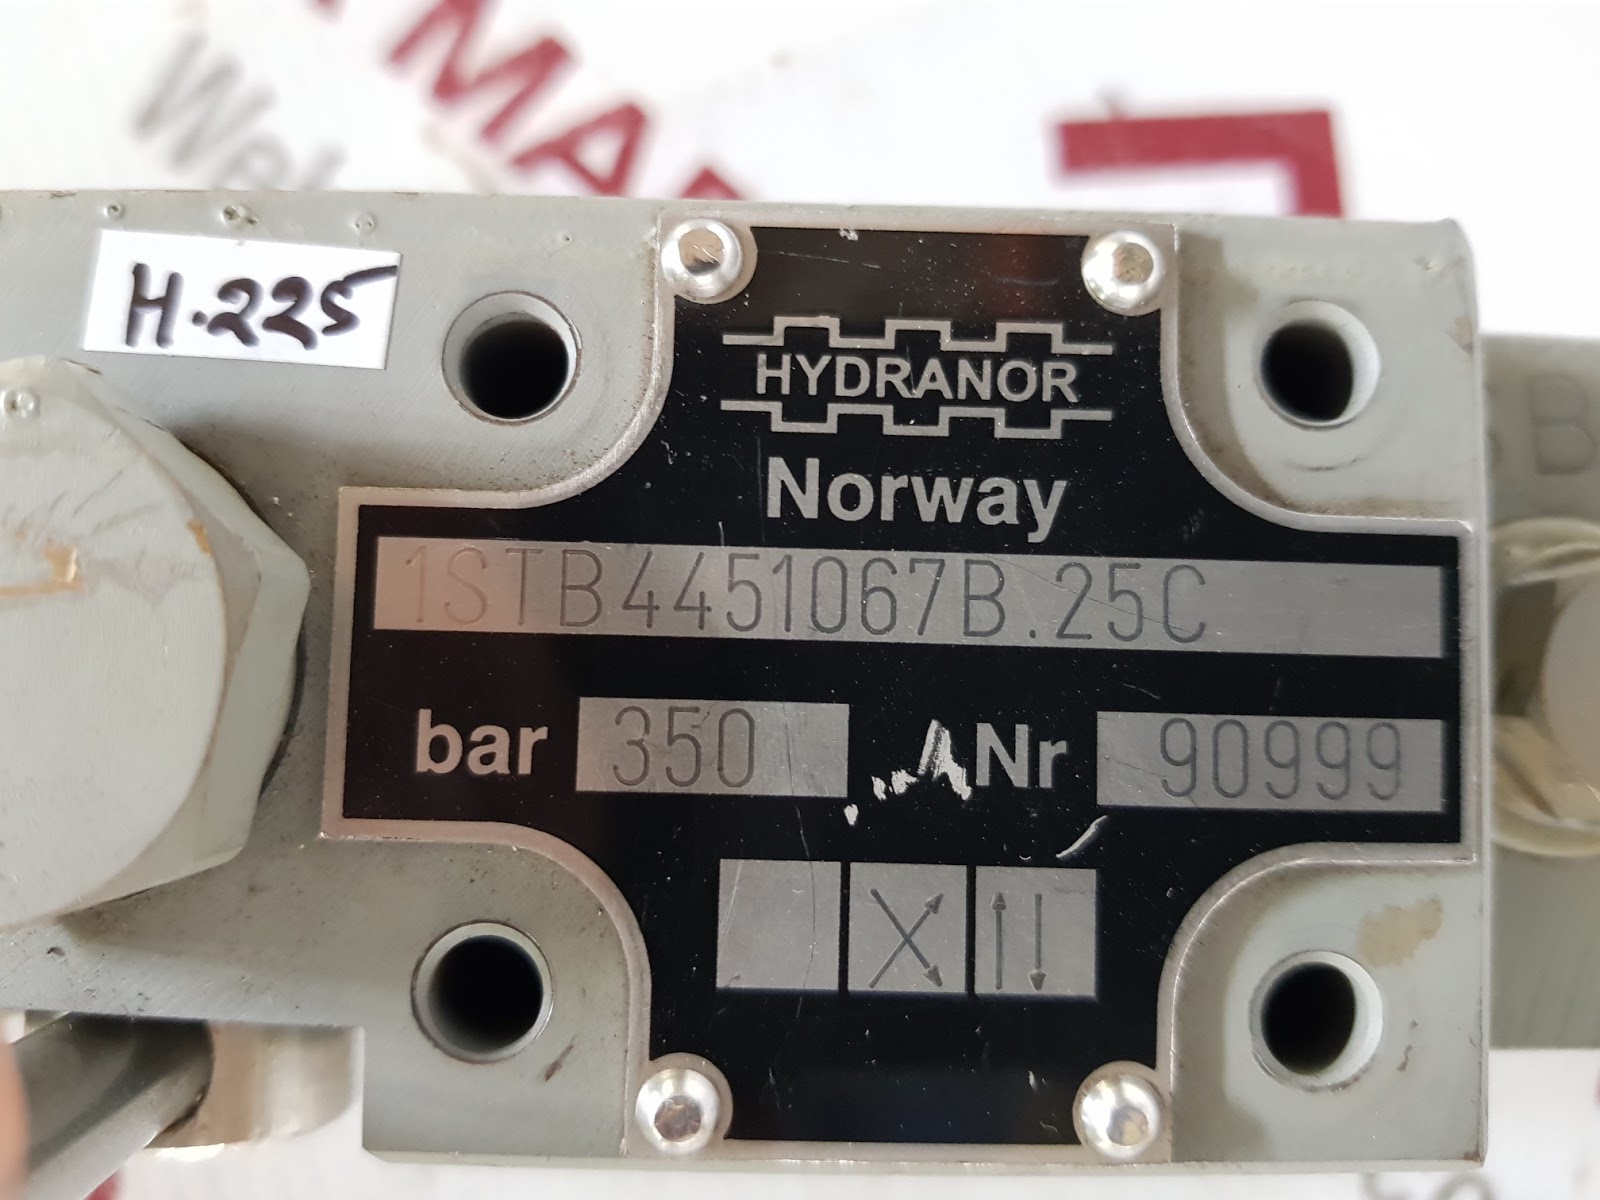 H.225
HYDRANOR
Norway
1STB4451067B.25C
bar 350 Nr 90999
B